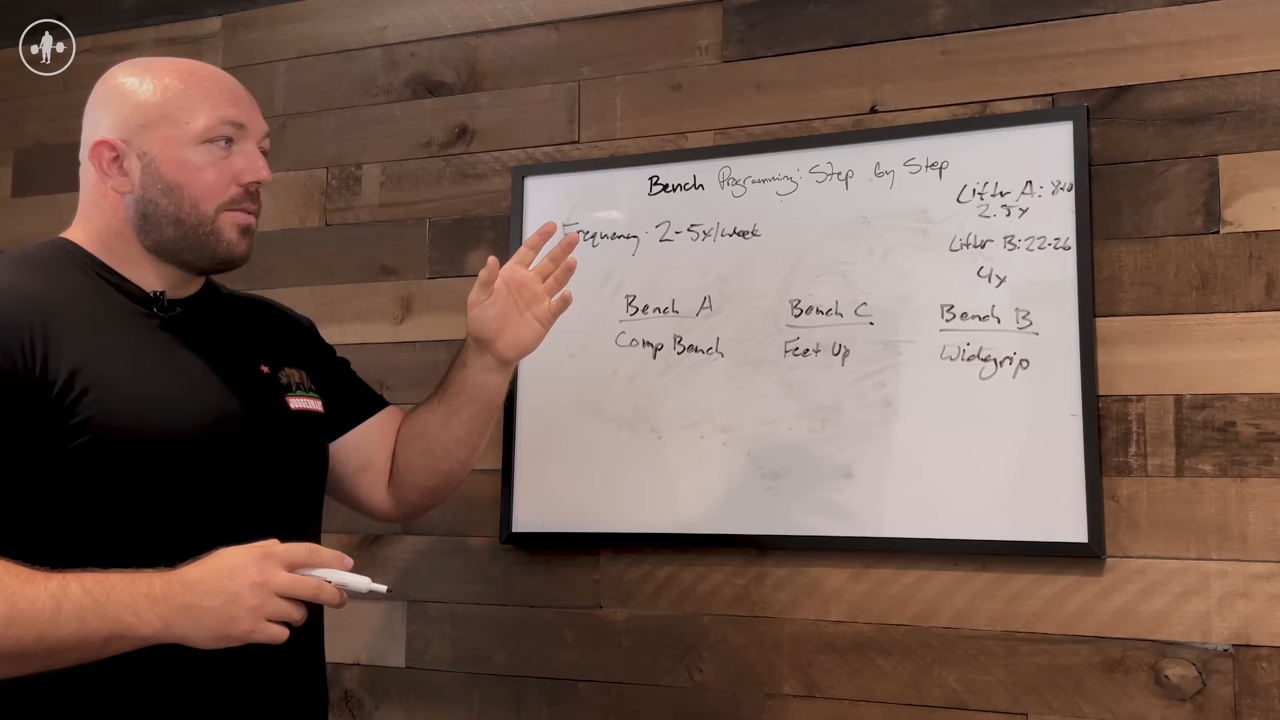 Bench Programming: Step by Step
Lifter A: 8-10
2.5x
Frequency: 2-5x/week
Lifter B: 22-26
4x
Bench A
Comp Bench
Bench C
Feet Up
Bench B
Widegrip
JUGGERNAUT